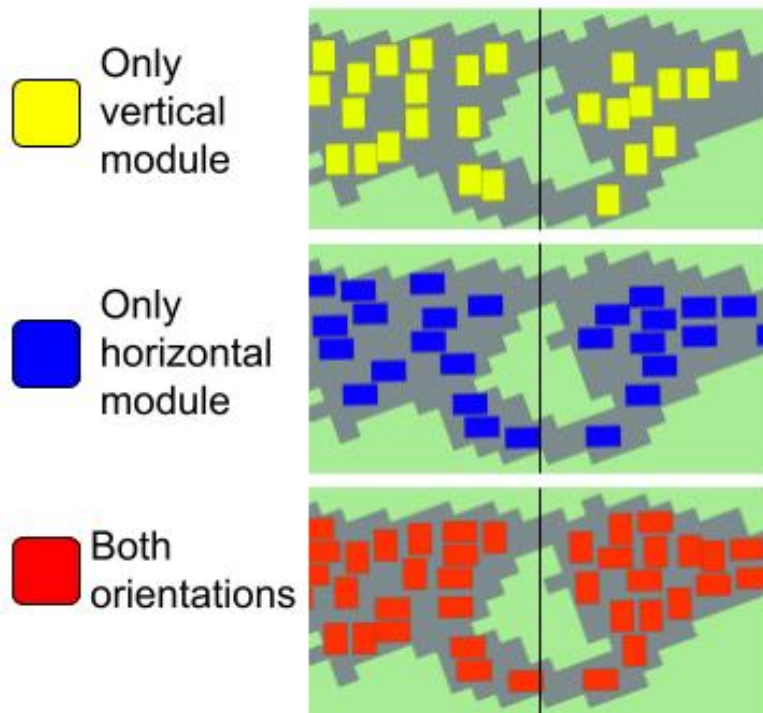 Only
vertical
module
Only
horizontal
module
Both
orientations